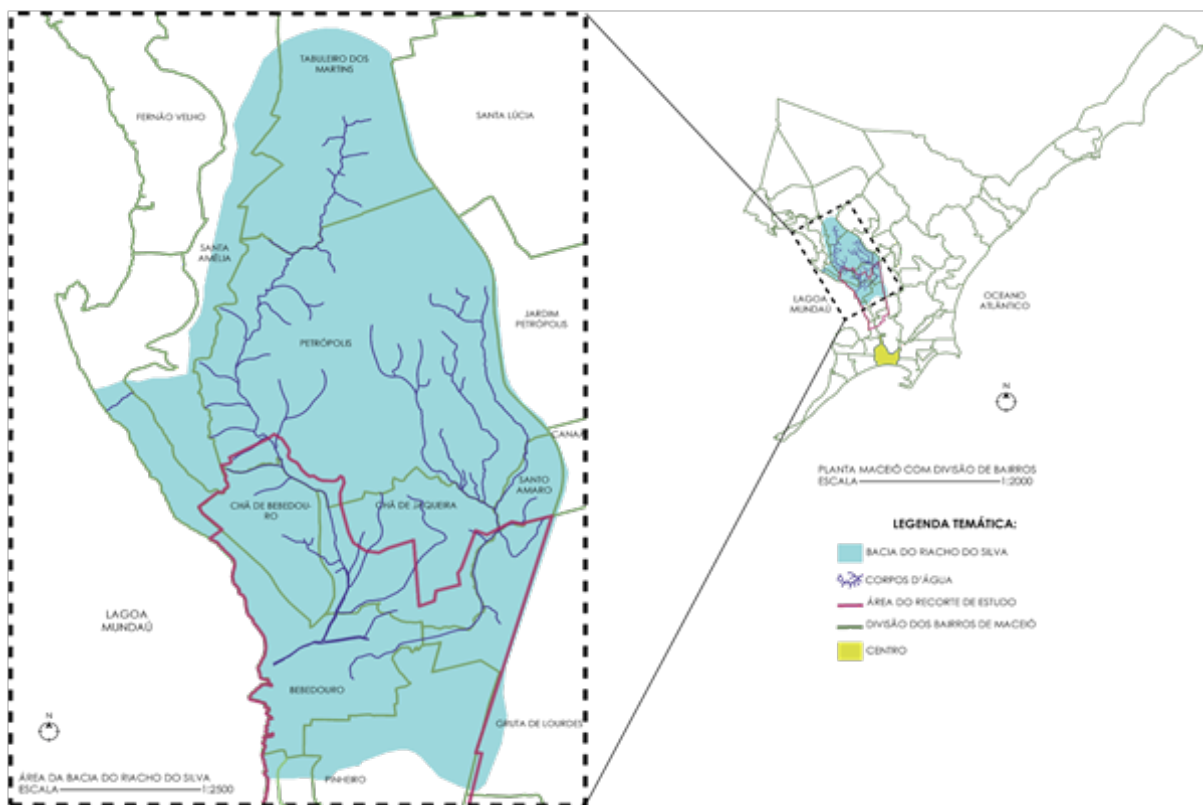 TABULEIRO DOS
MARTINS
FERNÃO VELHO
SANTA LÚCIA
SANTA
AMÉLIA
JARDIM
PETRÓPOLIS
PETRÓPOLIS
CANAÃ
SANTO
AMARO
CHÃ DE BEBEDOU-
RO
CHÃ DE JAQUEIRA
LAGOA
MUNDAÚ
BEBEDOURO
N
GRUTA DE LOURDES
PINHEIRO
ÁREA DA BACIA DO RIACHO DO SILVA
ESCALA 1:2500
LAGOA
MUNDAÚ
OCEANO
ATLÂNTICO
N
PLANTA MACEIÓ COM DIVISÃO DE BAIRROS
ESCALA 1:2000
LEGENDA TEMÁTICA:
BACIA DO RIACHO DO SILVA
CORPOS D'ÁGUA
ÁREA DO RECORTE DE ESTUDO
DIVISÃO DOS BAIRROS DE MACEIÓ
CENTRO